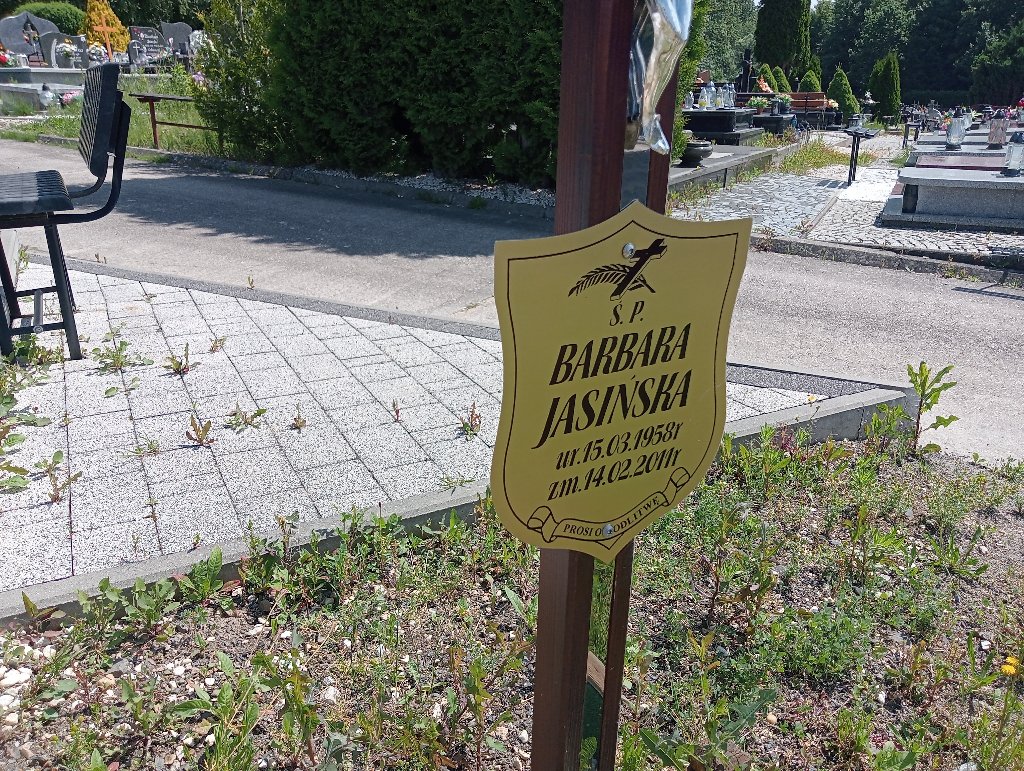 Ś. P.
BARBARA
JASIŃSKA
ur.15.03.1958r
zm.14.02.2011r
PROSI O MODLITWĘ